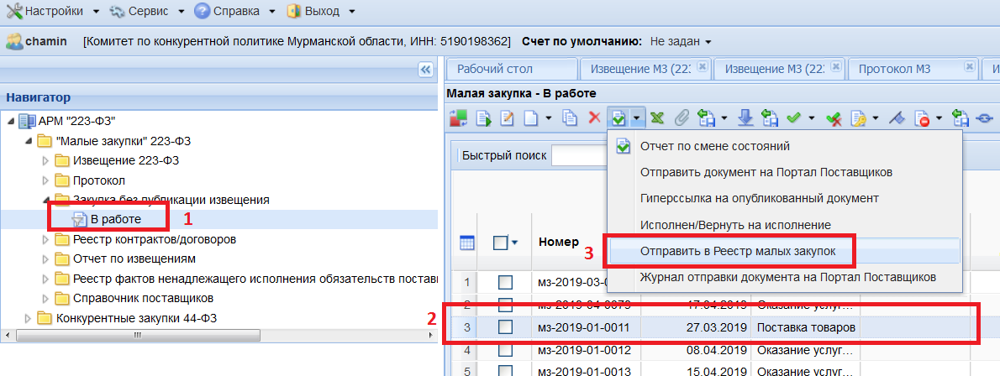 Настройки Сервис Справка Выход
chamin [Комитет по конкурентной политике Мурманской области, ИНН: 5190198362] Счет по умолчанию: Не задан
Рабочий стол Извещение МЗ (223 Извещение МЗ (22: Протокол МЗ И
Навигатор
Малая закупка - В работе
АРМ "223-ФЗ"
"Малые закупки" 223-ФЗ
Извещение 223-ФЗ
Протокол
Закупка без публикации извещения
1 В работе
Реестр контрактов/договоров
Отчет по извещениям
Реестр фактов ненадлежащего исполнения обязательств постав
Справочник поставщиков
Конкурентные закупки 44-ФЗ
Быстрый поиск
Отчет по смене состояний
Отправить документ на Портал Поставщиков
Гиперссылка на опубликованный документ
Исполнен/Вернуть на исполнение
3 Отправить в Реестр малых закупок
Журнал отправки документа на Портал Поставщиков
Номер
1 мз-2019-03-0
2 мз-2019-04-0075 17.04.2019 Оказание услуг...
2
3 мз-2019-01-0011 27.03.2019 Поставка товаров
4 мз-2019-01-0012 08.04.2019 Оказание услуг...
5 мз-2019-01-0013 15.04.2019 Оказание услуг...